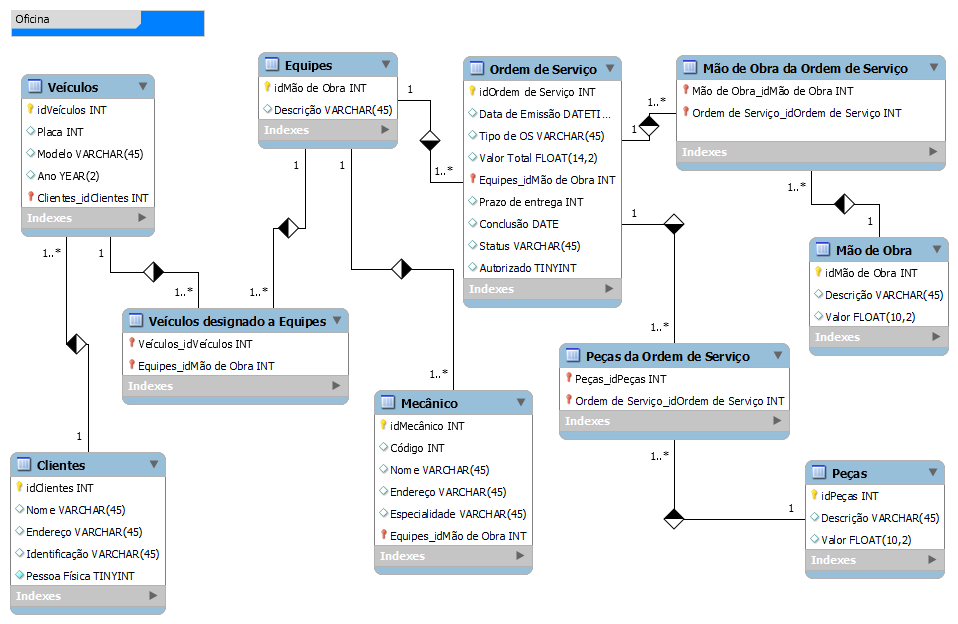 Oficina
Veículos
idVeículos INT
Placa INT
Modelo VARCHAR(45)
Ano YEAR(2)
Clientes_idClientes INT
Indexes
Equipes
idMão de Obra INT
Descrição VARCHAR(45)
Indexes
Ordem de Serviço
idOrdem de Serviço INT
Data de Emissão DATETI...
Tipo de OS VARCHAR(45)
Valor Total FLOAT(14,2)
Equipes_idMão de Obra INT
Prazo de entrega INT
Conclusão DATE
Status VARCHAR(45)
Autorizado TINYINT
Indexes
Mão de Obra da Ordem de Serviço
Mão de Obra_idMão de Obra INT
Ordem de Serviço_idOrdem de Serviço INT
Indexes
1
1..*
1
1..*
1
1
1..*
1
1..*
1
1..*
1..*
1
1
1..*
Mão de Obra
idMão de Obra INT
Descrição VARCHAR(45)
Valor FLOAT(10,2)
Indexes
Veículos designado a Equipes
Veículos_idVeículos INT
Equipes_idMão de Obra INT
Indexes
1..*
1
Peças da Ordem de Serviço
Peças_idPeças INT
Ordem de Serviço_idOrdem de Serviço INT
Indexes
Mecânico
idMecânico INT
Código INT
Nome VARCHAR(45)
Endereço VARCHAR(45)
Especialidade VARCHAR(45)
Equipes_idMão de Obra INT
Indexes
Clientes
idClientes INT
Nome VARCHAR(45)
Endereço VARCHAR(45)
Identificação VARCHAR(45)
Pessoa Física TINYINT
Indexes
1..*
1
Peças
idPeças INT
Descrição VARCHAR(45)
Valor FLOAT(10,2)
Indexes